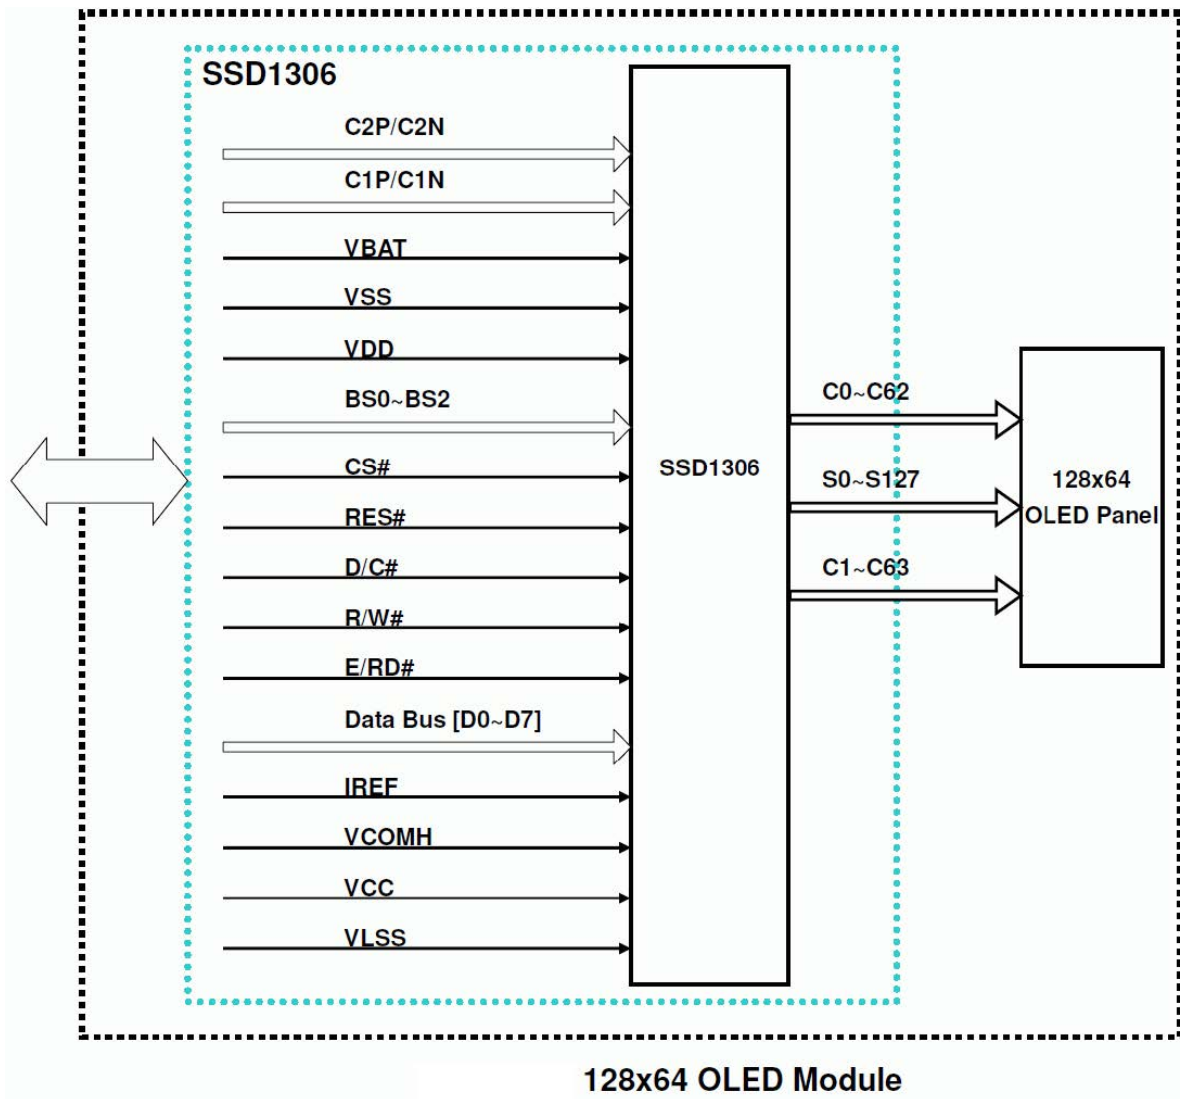 SSD1306
C2P/C2N
C1P/C1N
VBAT
VSS
VDD
BS0~BS2
CS#
RES#
D/C#
R/W#
E/RD#
Data Bus [D0~D7]
IREF
VCOMH
VCC
VLSS
SSD1306
C0~C62
S0~S127
C1~C63
128x64
OLED Panel
128x64 OLED Module